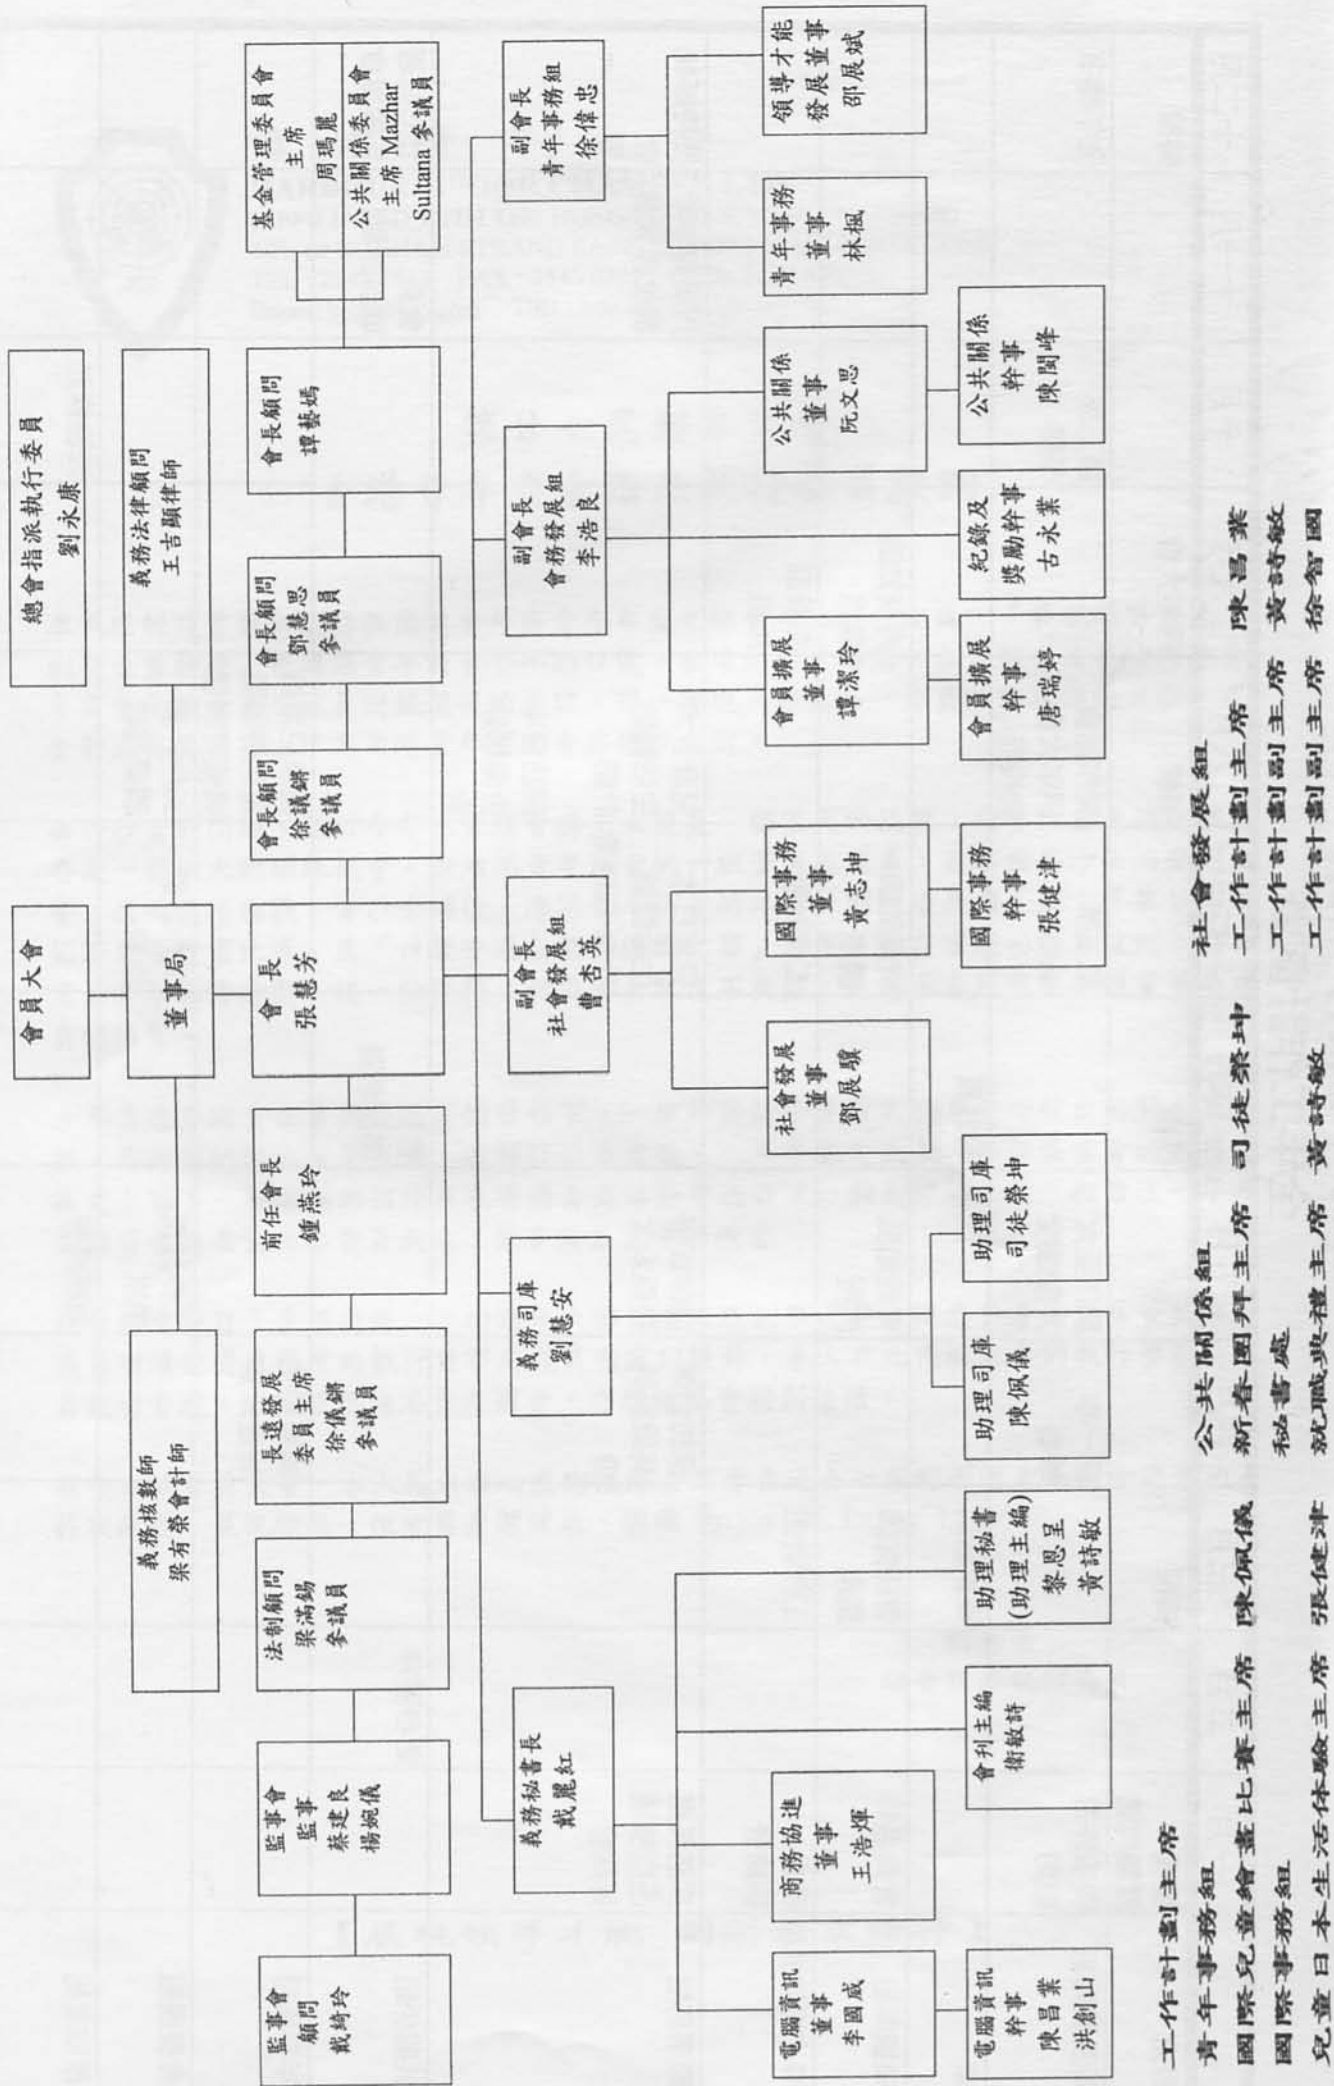 會員大會
總會指派執行委員
劉永康
義務核數師
梁有榮會計師
董事局
義務法律顧問
王吉顯律師
監事會
顧問
戴綺玲
監事會
監事
蔡建良
楊婉儀
法制顧問
梁滿錫
參議員
長遠發展
委員主席
徐儀鏘
參議員
前任會長
鍾燕玲
會長
張慧芳
會長顧問
徐議鏘
參議員
會長顧問
鄧慧思
參議員
會長顧問
譚藝嫣
基金管理委員會
主席
周瑪麗
公共關係委員會
主席 Mazhar
Sultana 參議員
義務秘書長
戴麗紅
義務司庫
劉慧安
副會長
社會發展組
曹杏英
副會長
會務發展組
李浩良
副會長
青年事務組
徐偉忠
電腦資訊
董事
李國威
商務協進
董事
王浩煇
社會發展
董事
鄧展驥
國際事務
董事
黃志坤
會員擴展
董事
譚潔玲
公共關係
董事
阮文思
青年事務
董事
林楓
領導才能
發展董事
邵展斌
電腦資訊
幹事
陳昌業
洪創山
會刊主編
衛敏詩
助理秘書
(助理主編)
黎恩呈
黃詩敏
助理司庫
陳佩儀
助理司庫
司徒榮坤
國際事務
幹事
張健津
會員擴展
幹事
唐瑞婷
紀錄及
獎勵幹事
古永業
公共關係
幹事
陳閩峰
工作計劃主席
青年事務組
國際兒童繪畫比賽主席 陳佩儀
國際事務組
兒童日本生活体驗主席 張健津
公共關係組
新春團拜主席 司徒榮坤
秘書處
就職典禮主席 黃詩敏
社會發展組
工作計劃主席 陳昌業
工作計劃副主席 黃詩敏
工作計劃副主席 徐智國